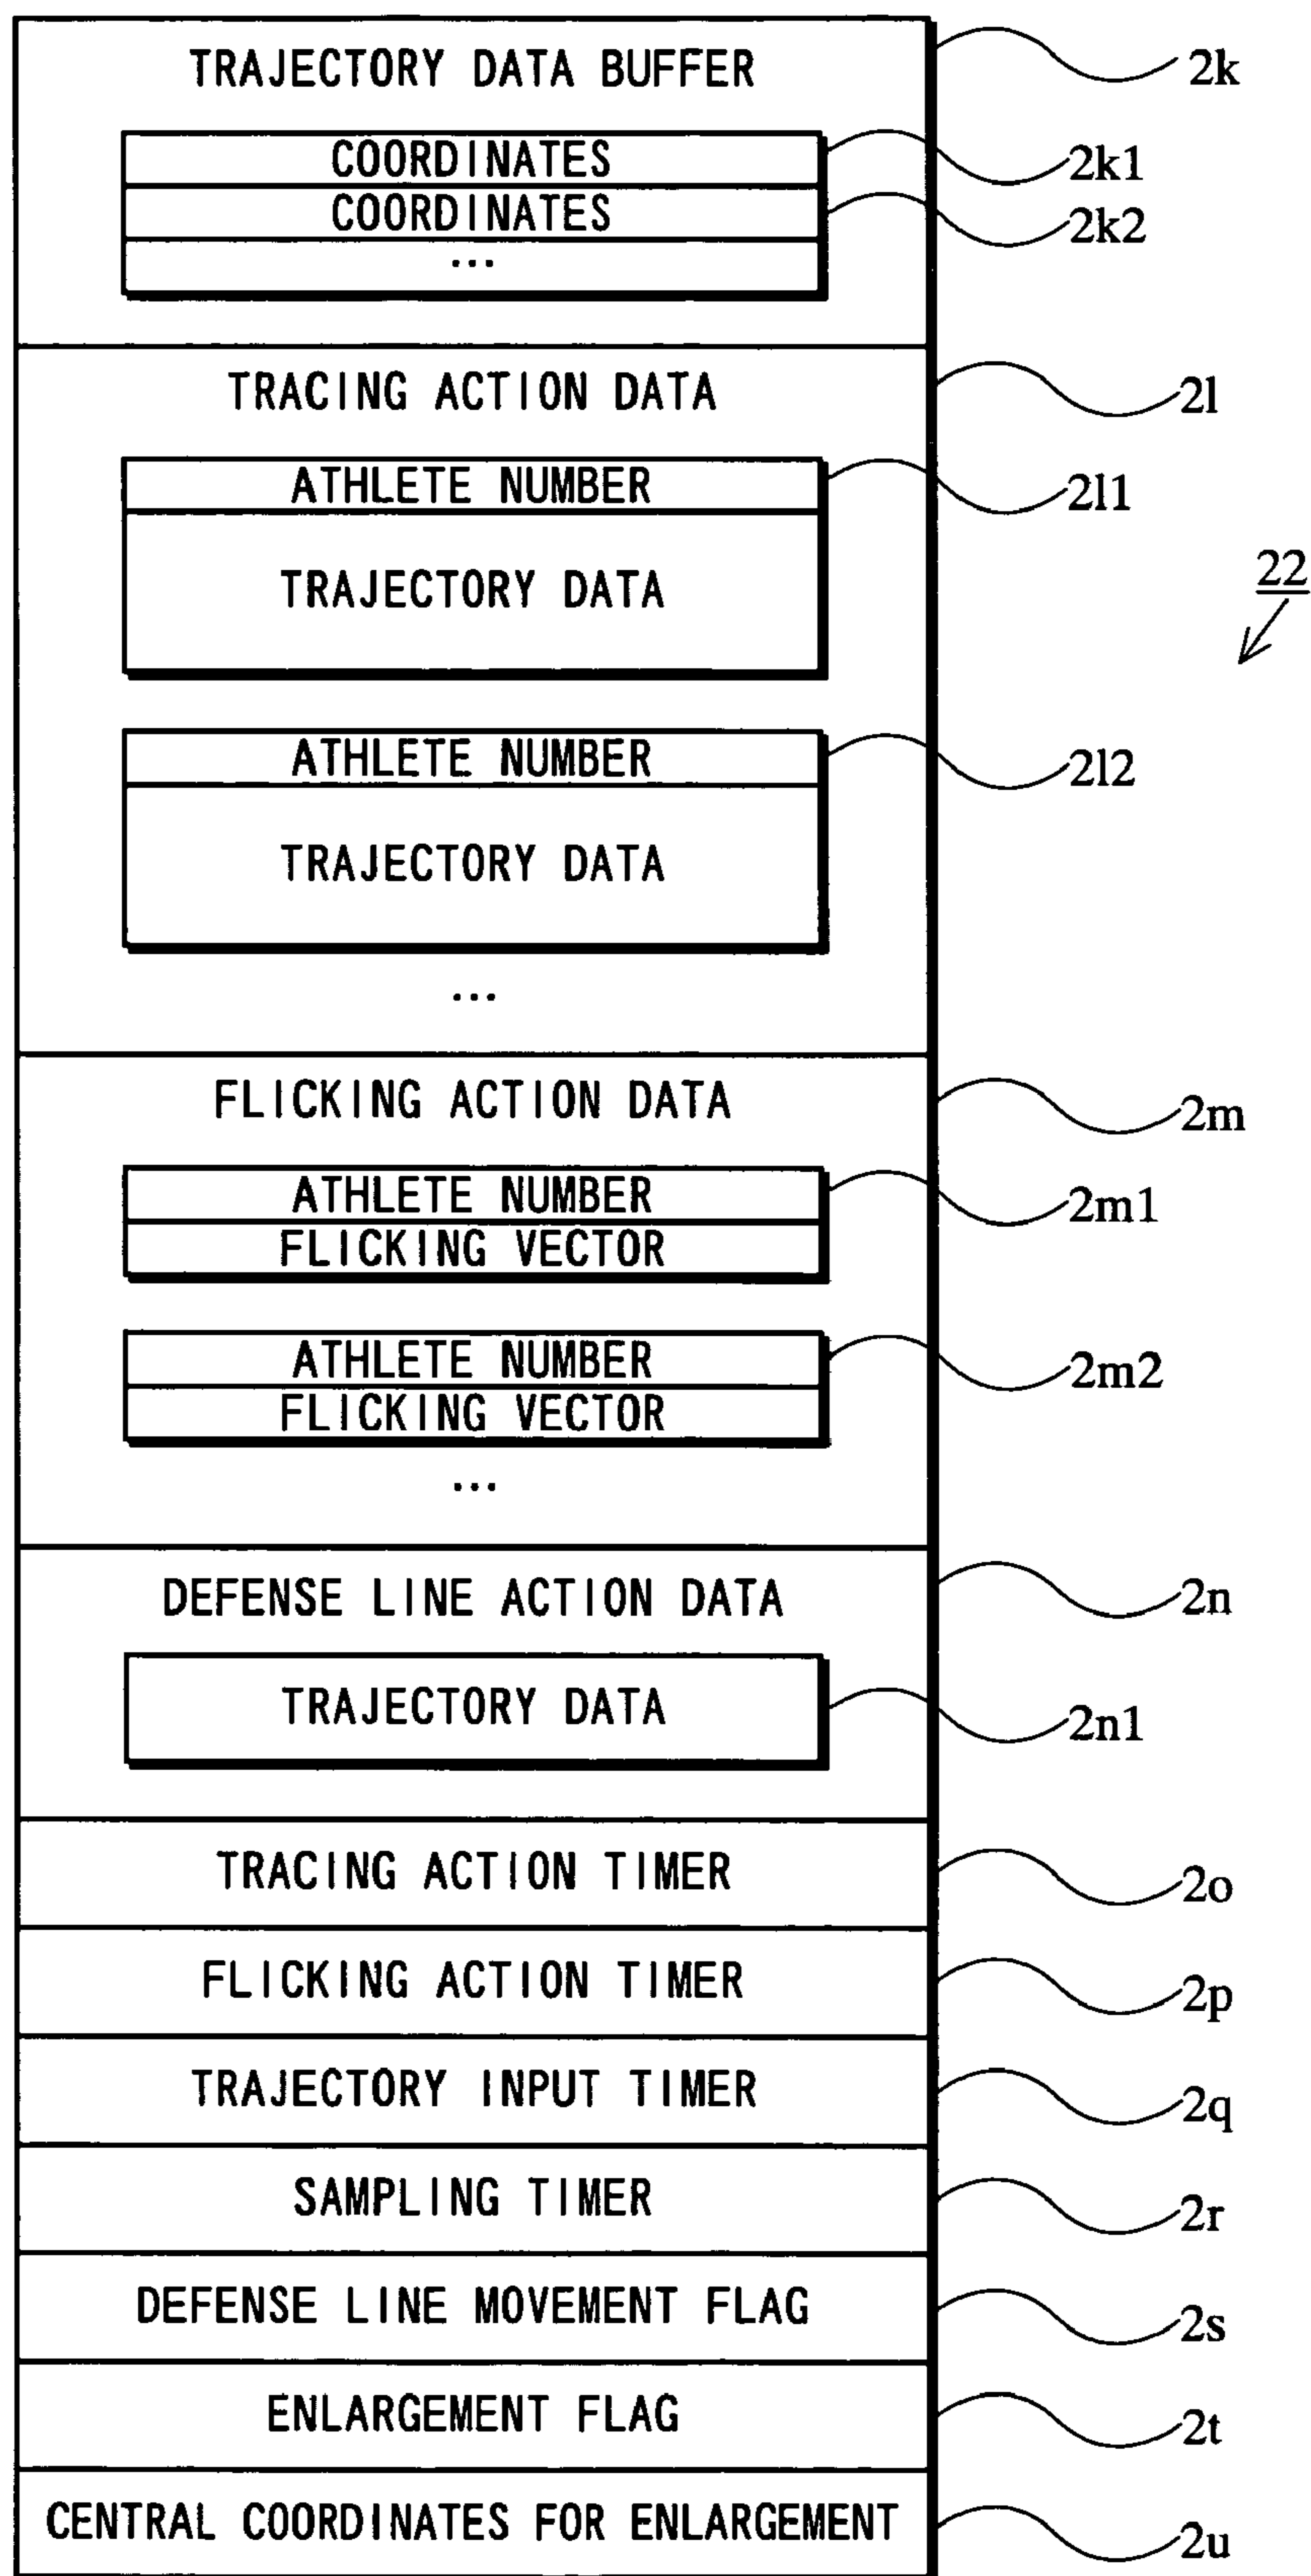 TRAJECTORY DATA BUFFER 2k
COORDINATES 2k1
COORDINATES 2k2
...
TRACING ACTION DATA 2l
ATHLETE NUMBER 2l1
TRAJECTORY DATA
22
ATHLETE NUMBER 2l2
TRAJECTORY DATA
...
FLICKING ACTION DATA 2m
ATHLETE NUMBER 2m1
FLICKING VECTOR
ATHLETE NUMBER 2m2
FLICKING VECTOR
...
DEFENSE LINE ACTION DATA 2n
TRAJECTORY DATA 2n1
TRACING ACTION TIMER 2o
FLICKING ACTION TIMER 2p
TRAJECTORY INPUT TIMER 2q
SAMPLING TIMER 2r
DEFENSE LINE MOVEMENT FLAG 2s
ENLARGEMENT FLAG 2t
CENTRAL COORDINATES FOR ENLARGEMENT 2u